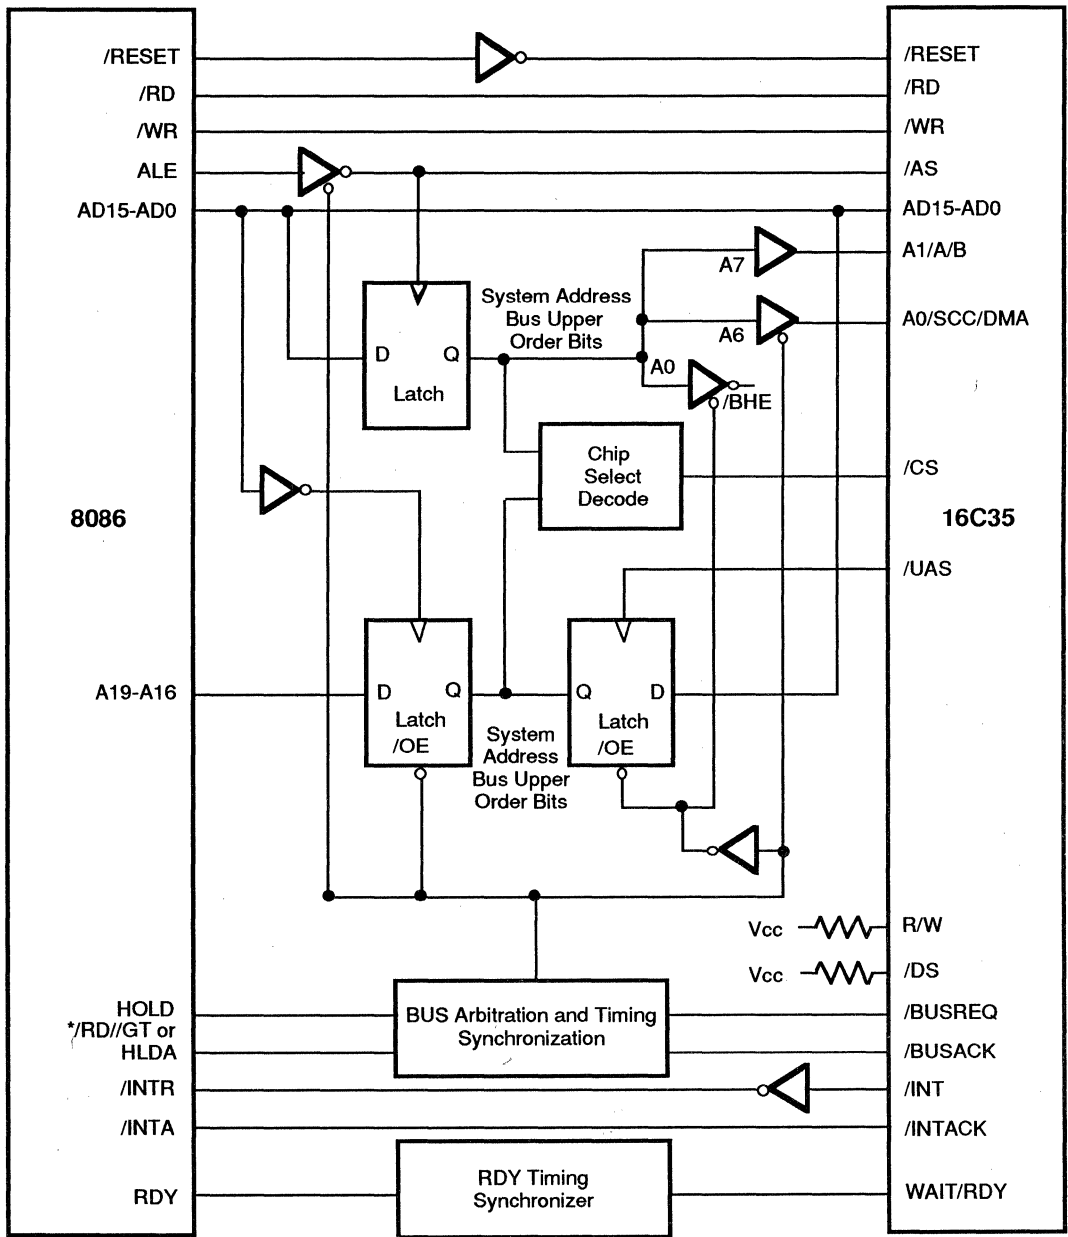 /RESET
/RD
/WR
ALE
AD15-AD0
8086
A19-A16
HOLD
*/RD//GT or
HLDA
/INTR
/INTA
RDY
System Address
Bus Upper
Order Bits
D
Q
Latch
A7
A6
A0
/BHE
Chip
Select
Decode
D
Q
Latch
/OE
System
Address
Bus Upper
Order Bits
Q
D
Latch
/OE
Vcc
Vcc
BUS Arbitration and Timing
Synchronization
RDY Timing
Synchronizer
/RESET
/RD
/WR
/AS
AD15-AD0
A1/A/B
A0/SCC/DMA
/CS
16C35
/UAS
R/W
/DS
/BUSREQ
/BUSACK
/INT
/INTACK
WAIT/RDY